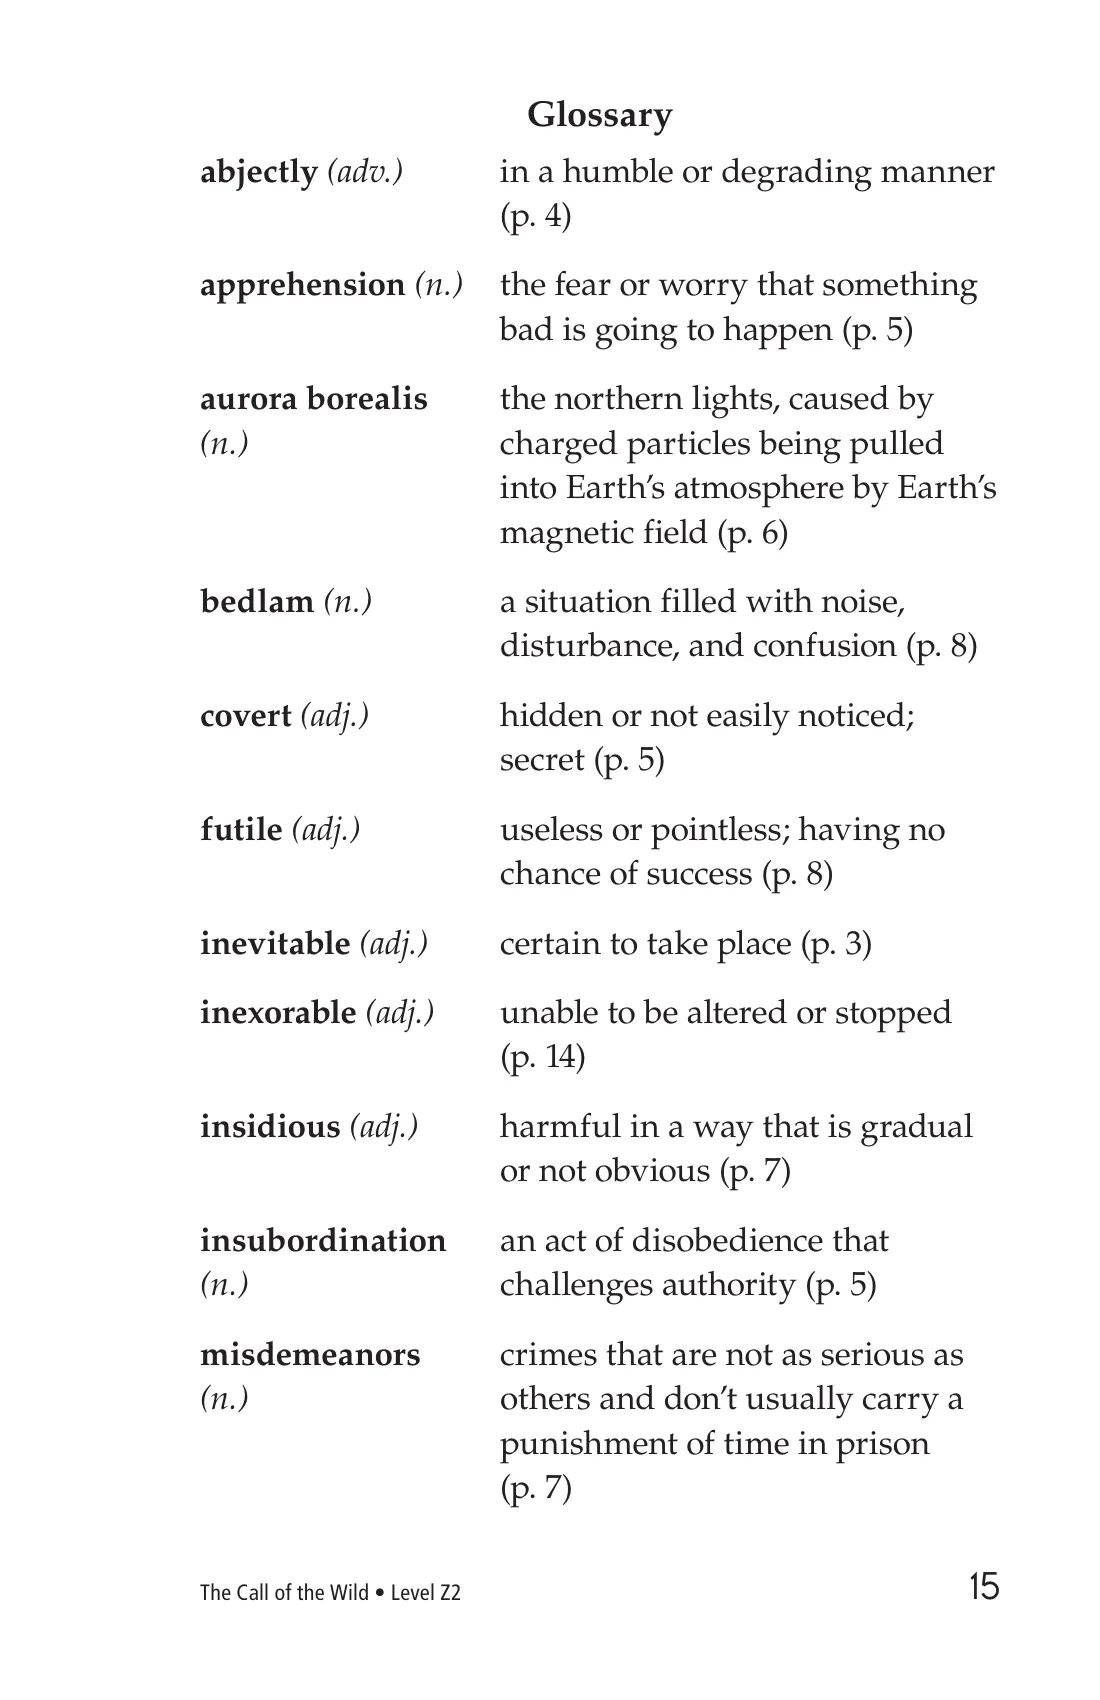 Glossary
abjectly (adv.) in a humble or degrading manner
(p. 4)
apprehension (n.) the fear or worry that something
bad is going to happen (p. 5)
aurora borealis the northern lights, caused by
(n.) charged particles being pulled
into Earth’s atmosphere by Earth’s
magnetic field (p. 6)
bedlam (n.) a situation filled with noise,
disturbance, and confusion (p. 8)
covert (adj.) hidden or not easily noticed;
secret (p. 5)
futile (adj.) useless or pointless; having no
chance of success (p. 8)
inevitable (adj.) certain to take place (p. 3)
inexorable (adj.) unable to be altered or stopped
(p. 14)
insidious (adj.) harmful in a way that is gradual
or not obvious (p. 7)
insubordination an act of disobedience that
(n.) challenges authority (p. 5)
misdemeanors crimes that are not as serious as
(n.) others and don’t usually carry a
punishment of time in prison
(p. 7)
The Call of the Wild • Level Z2 15